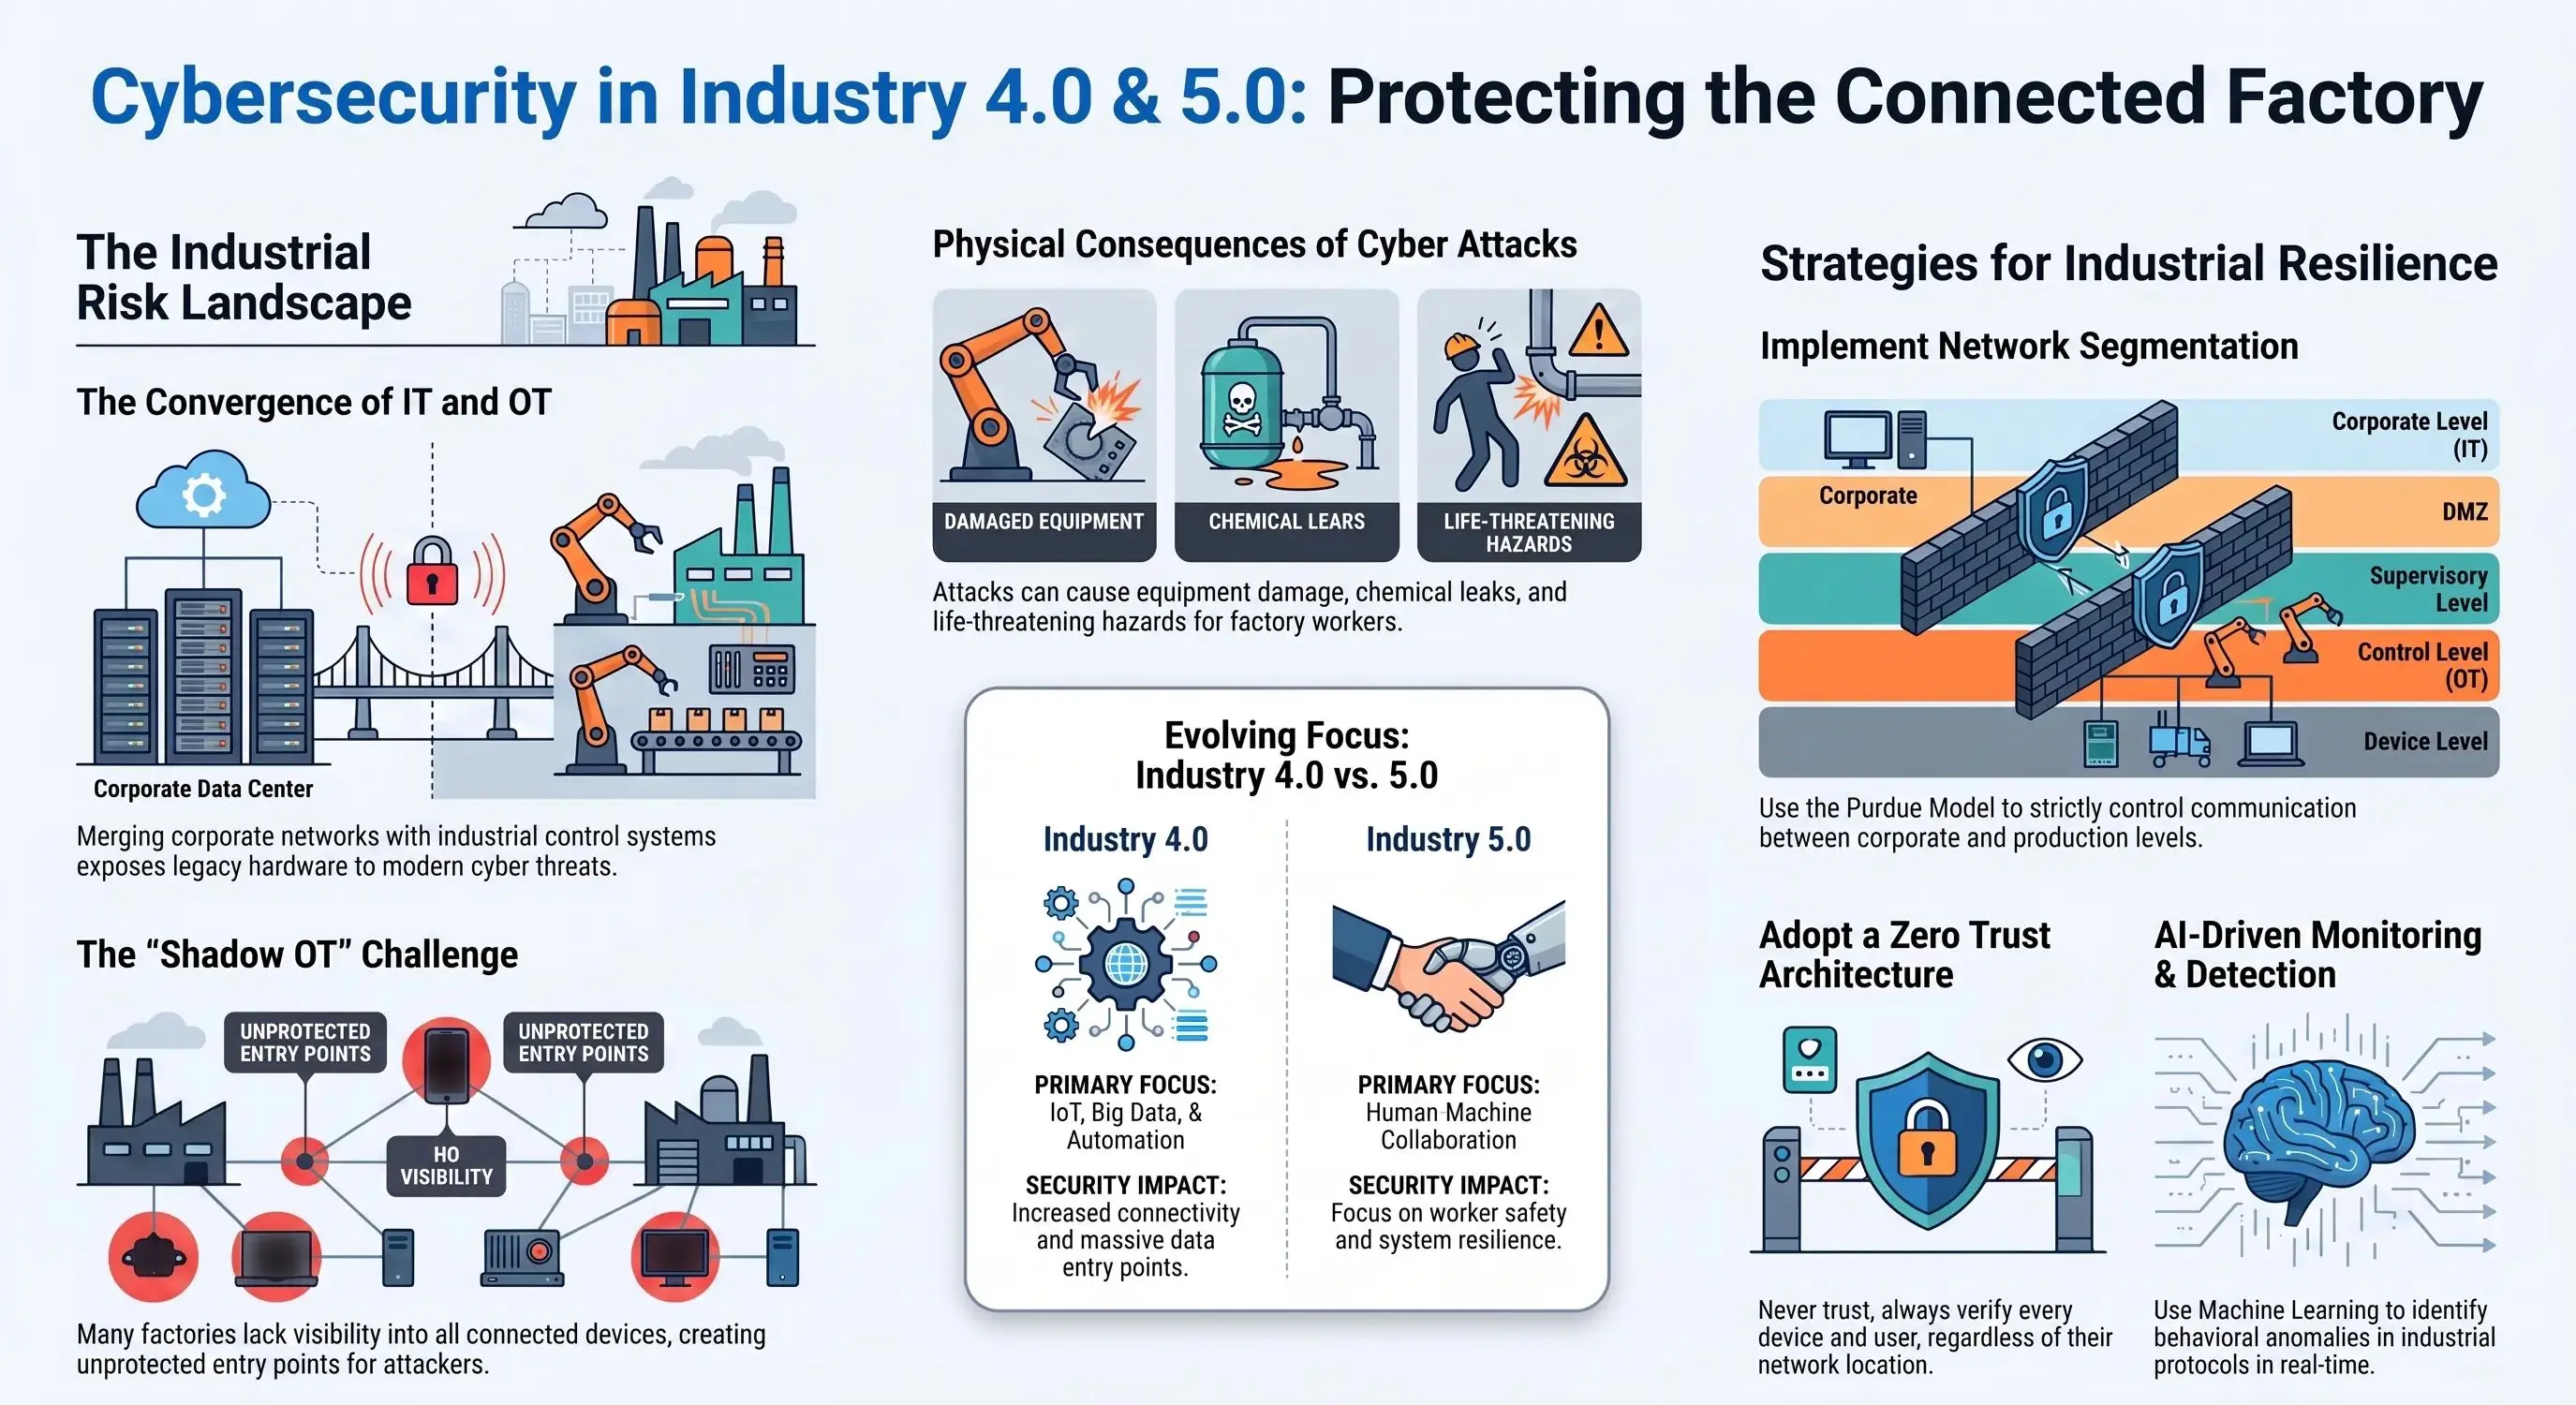 Cybersecurity in Industry 4.0 & 5.0: Protecting the Connected Factory
The Industrial
Risk Landscape
The Convergence of IT and OT
Corporate Data Center
Merging corporate networks with industrial control systems
exposes legacy hardware to modern cyber threats.
The “Shadow OT” Challenge
UNPROTECTED
ENTRY POINTS
UNPROTECTED
ENTRY POINTS
HO
VISIBILITY
Many factories lack visibility into all connected devices, creating
unprotected entry points for attackers.
Physical Consequences of Cyber Attacks
DAMAGED EQUIPMENT
CHEMICAL LEARS
LIFE-THREATENING
HAZARDS
Attacks can cause equipment damage, chemical leaks, and
life-threatening hazards for factory workers.
Evolving Focus:
Industry 4.0 vs. 5.0
Industry 4.0
PRIMARY FOCUS:
IoT, Big Data, &
Automation
SECURITY IMPACT:
Increased connectivity
and massive data
entry points.
Industry 5.0
PRIMARY FOCUS:
Human-Machine
Collaboration
SECURITY IMPACT:
Focus on worker safety
and system resilience.
Strategies for Industrial Resilience
Implement Network Segmentation
Corporate
Corporate Level
(IT)
DMZ
Supervisory
Level
Control Level
(OT)
Device Level
Use the Purdue Model to strictly control communication
between corporate and production levels.
Adopt a Zero Trust
Architecture
Never trust, always verify every
device and user, regardless of their
network location.
AI-Driven Monitoring
& Detection
Use Machine Learning to identify
behavioral anomalies in industrial
protocols in real-time.